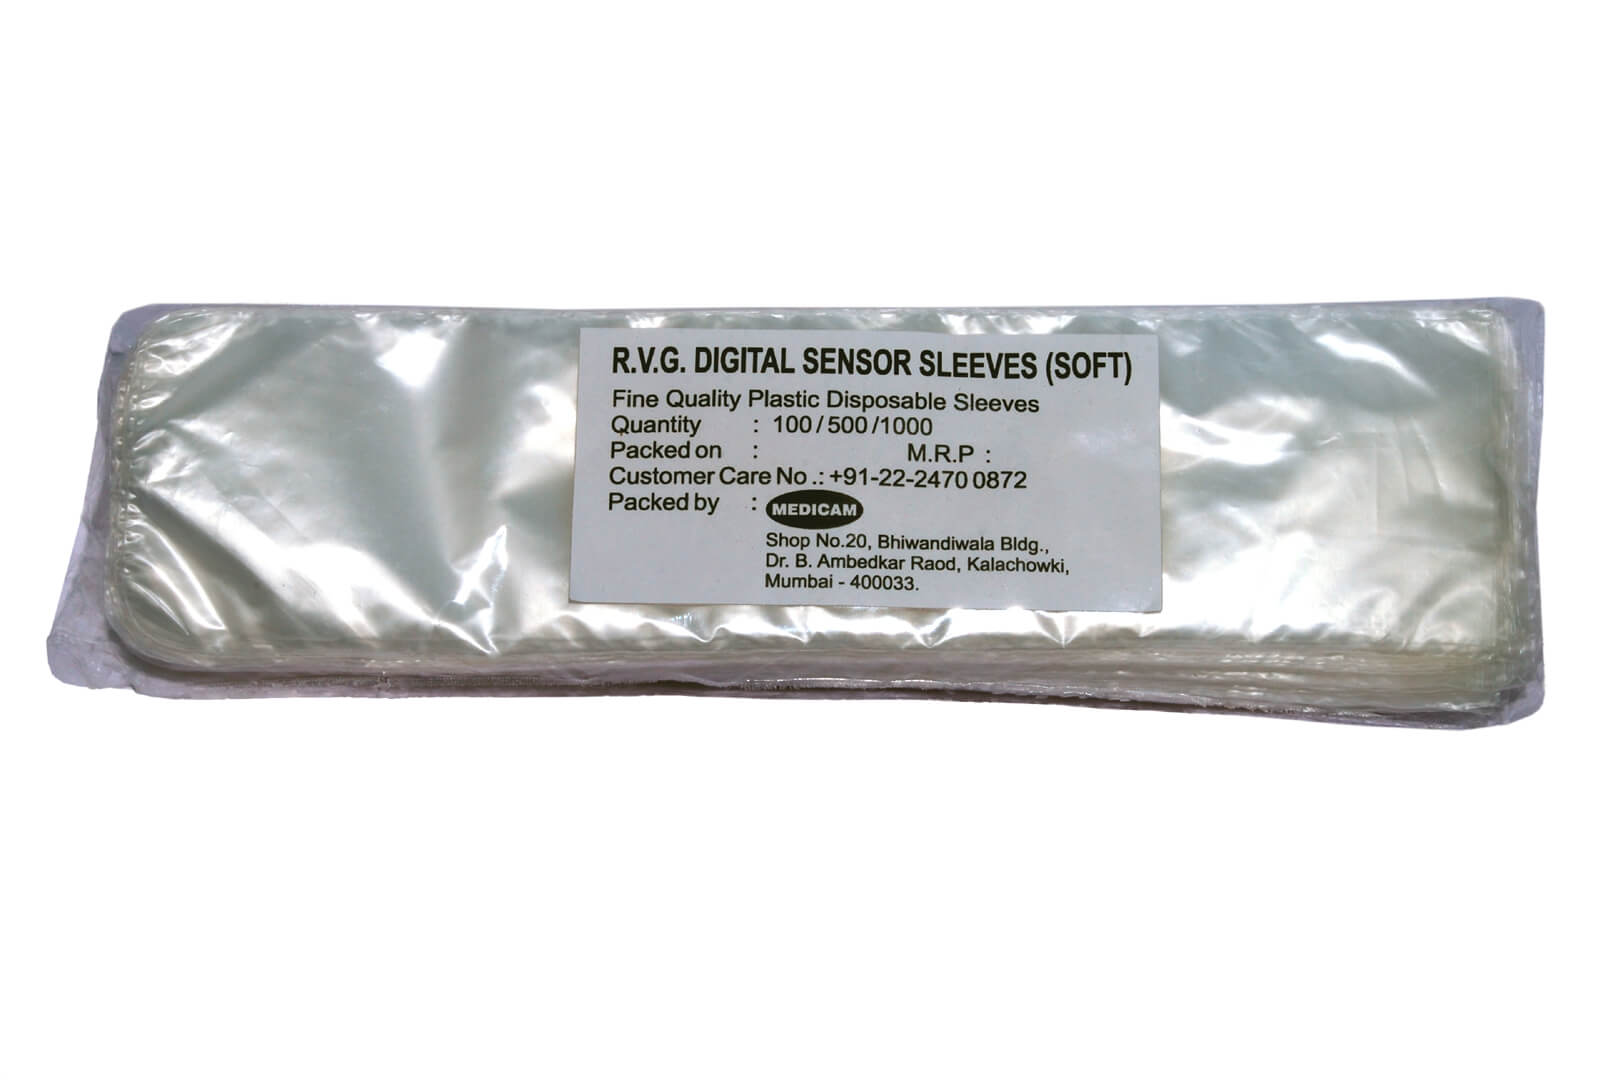 R.V.G. DIGITAL SENSOR SLEEVES (SOFT)
Fine Quality Plastic Disposable Sleeves
Quantity : 100 / 500 / 1000
Packed on : M.R.P :
Customer Care No .: +91-22-2470 0872
Packed by : MEDICAM
Shop No.20, Bhiwandiwala Bldg.,
Dr. B. Ambedkar Raod, Kalachowki,
Mumbai - 400033.